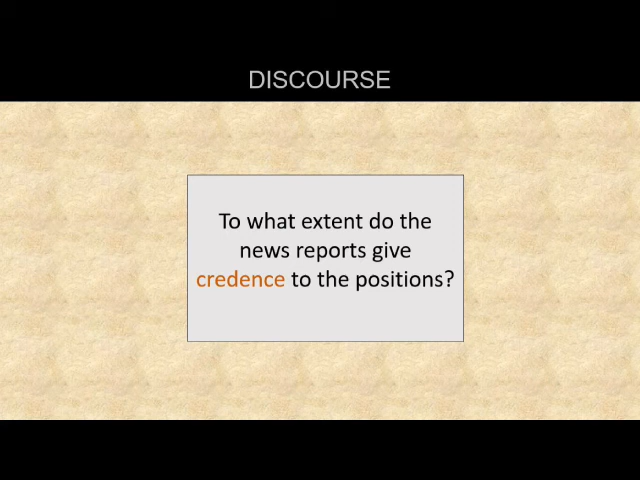 DISCOURSE
To what extent do the
news reports give
credence to the positions?